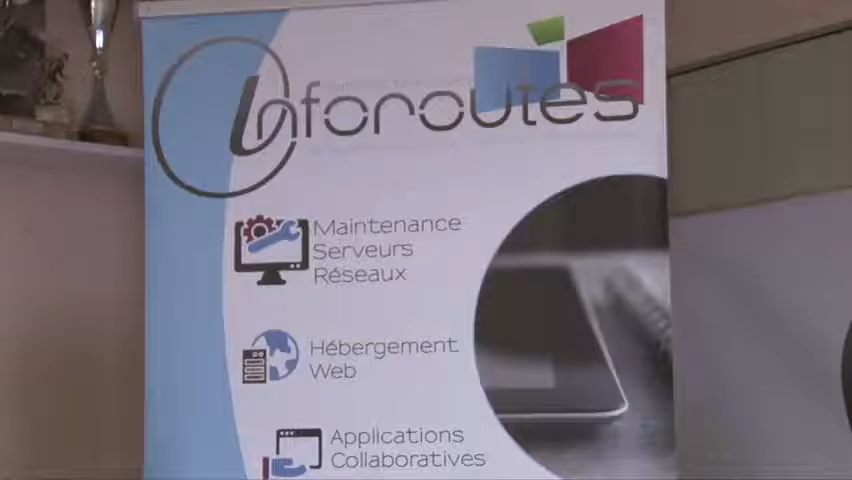 Inforoutes
Maintenance
Serveurs
Réseaux
Hébergement
Web
Applications
Collaboratives